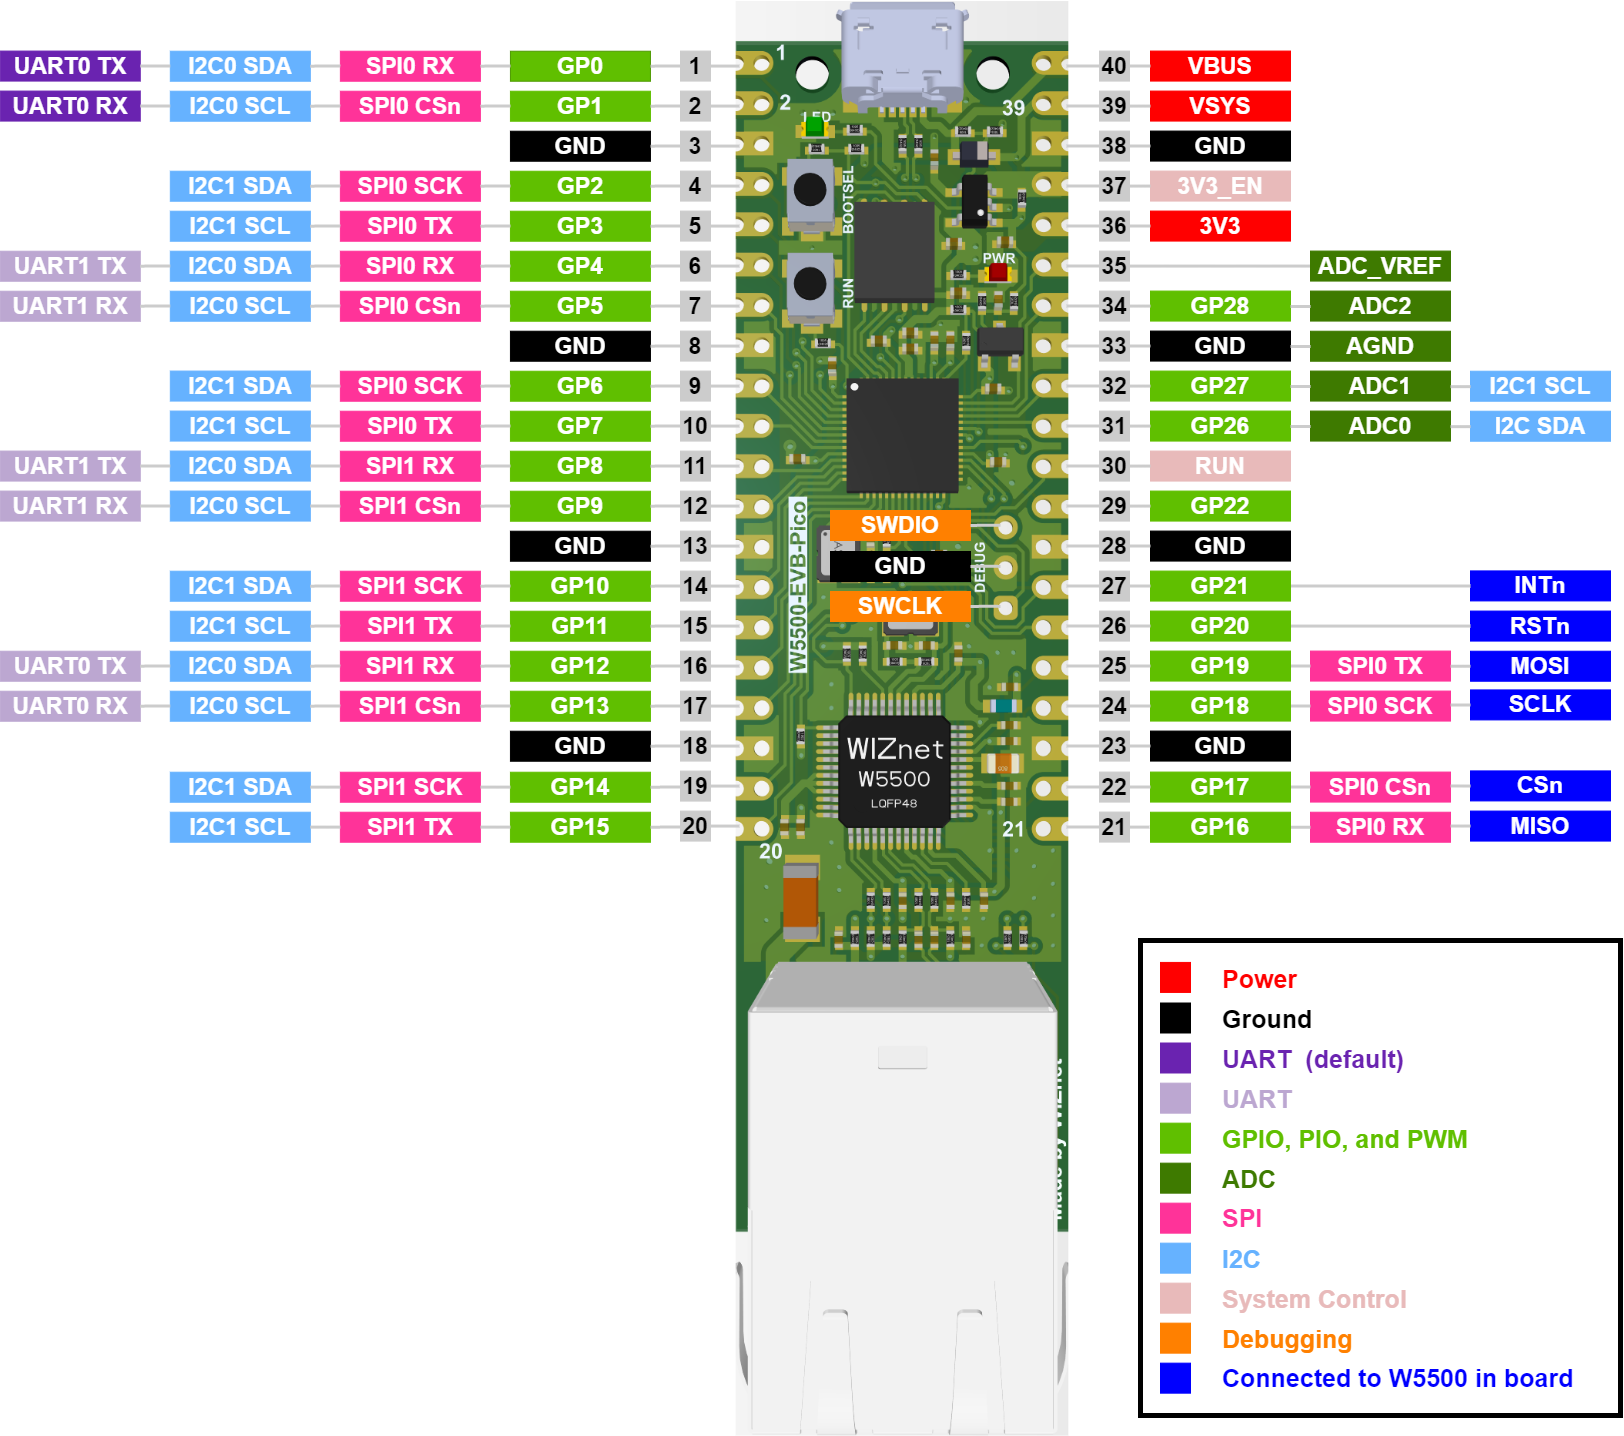 UART0 TX I2C0 SDA SPI0 RX GP0 1 1 40 VBUS
UART0 RX I2C0 SCL SPI0 CSn GP1 2 2 39 39 VSYS
GND 3 LED 38 GND
I2C1 SDA SPI0 SCK GP2 4 BOOTSEL 37 3V3_EN
I2C1 SCL SPI0 TX GP3 5 36 3V3
UART1 TX I2C0 SDA SPI0 RX GP4 6 PWR 35 ADC_VREF
UART1 RX I2C0 SCL SPI0 CSn GP5 7 RUN 34 GP28 ADC2
GND 8 33 GND AGND
I2C1 SDA SPI0 SCK GP6 9 32 GP27 ADC1 I2C1 SCL
I2C1 SCL SPI0 TX GP7 10 31 GP26 ADC0 I2C SDA
UART1 TX I2C0 SDA SPI1 RX GP8 11 30 RUN
UART1 RX I2C0 SCL SPI1 CSn GP9 12 29 GP22
SWDIO
GND 13 28 GND
GND DEBUG
I2C1 SDA SPI1 SCK GP10 14 W5500-EVB-Pico 27 GP21 INTn
SWCLK
I2C1 SCL SPI1 TX GP11 15 26 GP20 RSTn
UART0 TX I2C0 SDA SPI1 RX GP12 16 25 GP19 SPI0 TX MOSI
UART0 RX I2C0 SCL SPI1 CSn GP13 17 24 GP18 SPI0 SCK SCLK
GND 18 WIZnet 23 GND
W5500
I2C1 SDA SPI1 SCK GP14 19 22 GP17 SPI0 CSn CSn
LQFP48
I2C1 SCL SPI1 TX GP15 20 21 21 GP16 SPI0 RX MISO
20
Made by WIZnet
Power
Ground
UART (default)
UART
GPIO, PIO, and PWM
ADC
SPI
I2C
System Control
Debugging
Connected to W5500 in board